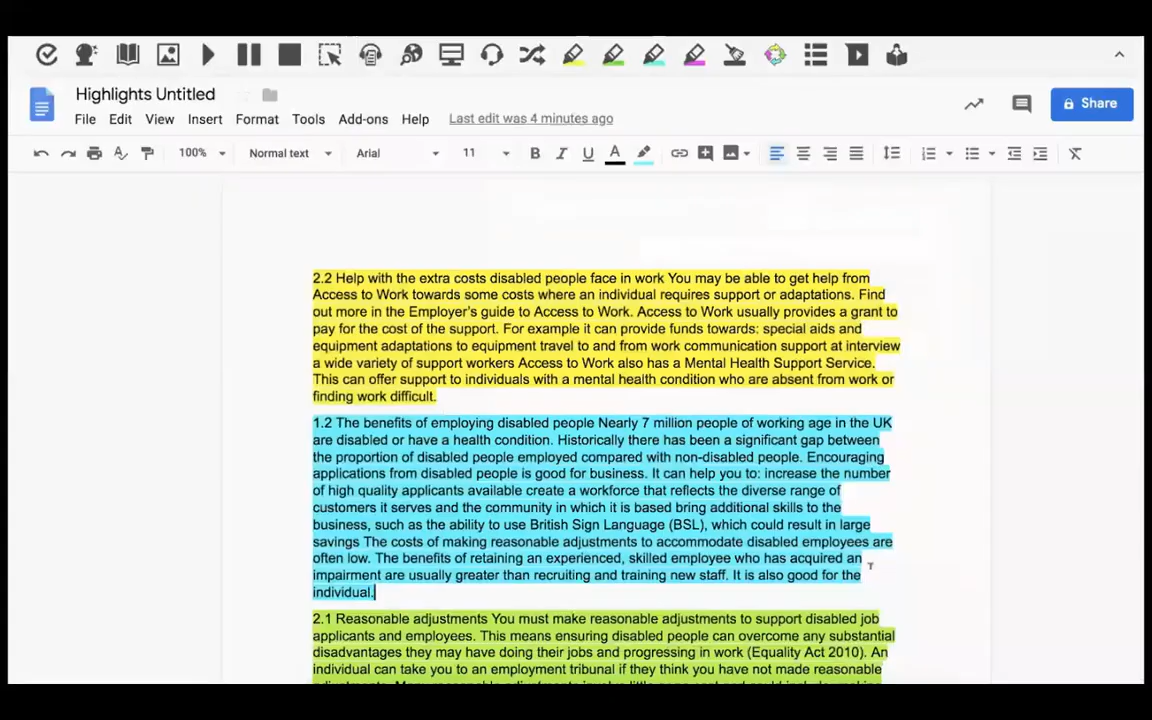 Highlights Untitled
File Edit View Insert Format Tools Add-ons Help Last edit was 4 minutes ago
Share
100% Normal text Arial 11
2.2 Help with the extra costs disabled people face in work You may be able to get help from
Access to Work towards some costs where an individual requires support or adaptations. Find
out more in the Employer's guide to Access to Work. Access to Work usually provides a grant to
pay for the cost of the support. For example it can provide funds towards: special aids and
equipment adaptations to equipment travel to and from work communication support at interview
a wide variety of support workers Access to Work also has a Mental Health Support Service.
This can offer support to individuals with a mental health condition who are absent from work or
finding work difficult.
1.2 The benefits of employing disabled people Nearly 7 million people of working age in the UK
are disabled or have a health condition. Historically there has been a significant gap between
the proportion of disabled people employed compared with non-disabled people. Encouraging
applications from disabled people is good for business. It can help you to: increase the number
of high quality applicants available create a workforce that reflects the diverse range of
customers it serves and the community in which it is based bring additional skills to the
business, such as the ability to use British Sign Language (BSL), which could result in large
savings The costs of making reasonable adjustments to accommodate disabled employees are
often low. The benefits of retaining an experienced, skilled employee who has acquired an
impairment are usually greater than recruiting and training new staff. It is also good for the
individual.
2.1 Reasonable adjustments You must make reasonable adjustments to support disabled job
applicants and employees. This means ensuring disabled people can overcome any substantial
disadvantages they may have doing their jobs and progressing in work (Equality Act 2010). An
individual can take you to an employment tribunal if they think you have not made reasonable